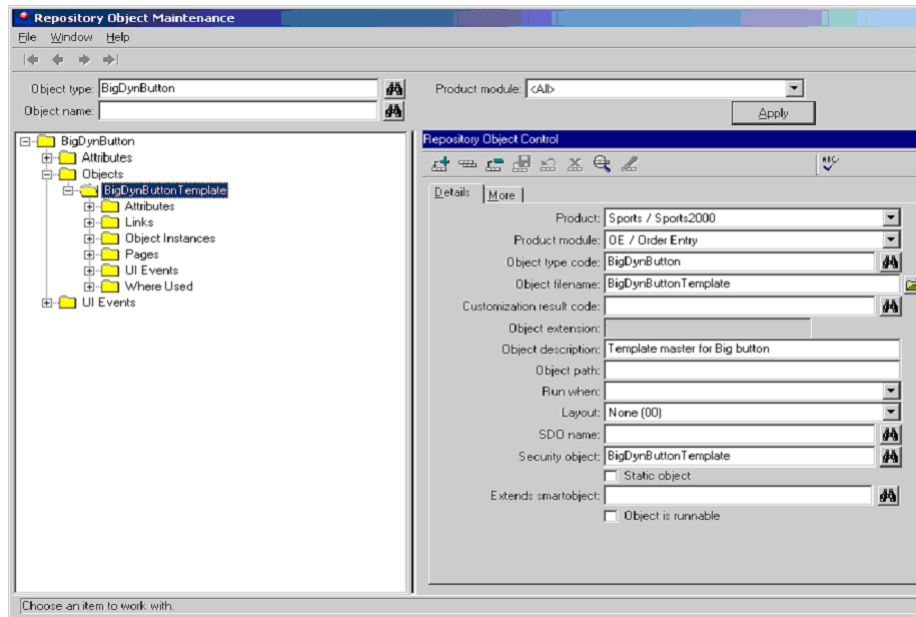 Repository Object Maintenance
File Window Help
Object type: BigDynButton
Product module: <All>
Object name:
Apply
BigDynButton
Attributes
Objects
BigDynButtonTemplate
Attributes
Links
Object Instances
Pages
UI Events
Where Used
UI Events
Repository Object Control
ABC
Details More
Product: Sports / Sports2000
Product module: OE / Order Entry
Object type code: BigDynButton
Object filename: BigDynButtonTemplate
Customization result code:
Object extension:
Object description: Template master for Big button
Object path:
Run when:
Layout: None (00)
SDO name:
Security object: BigDynButtonTemplate
Static object
Extends smartobject:
Object is runnable
Choose an item to work with.